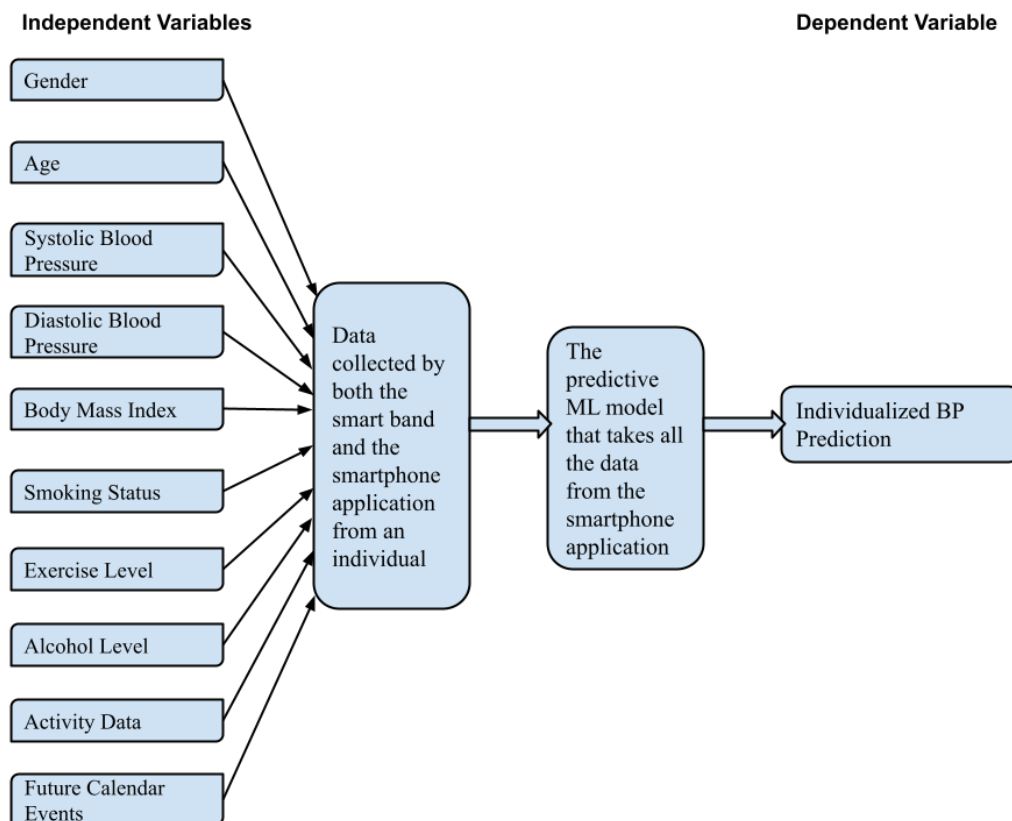 Independent Variables
Dependent Variable
Gender
Age
Systolic Blood
Pressure
Diastolic Blood
Pressure
Body Mass Index
Smoking Status
Exercise Level
Alcohol Level
Activity Data
Future Calendar
Events
Data
collected by
both the
smart band
and the
smartphone
application
from an
individual
The
predictive
ML model
that takes all
the data
from the
smartphone
application
Individualized BP
Prediction